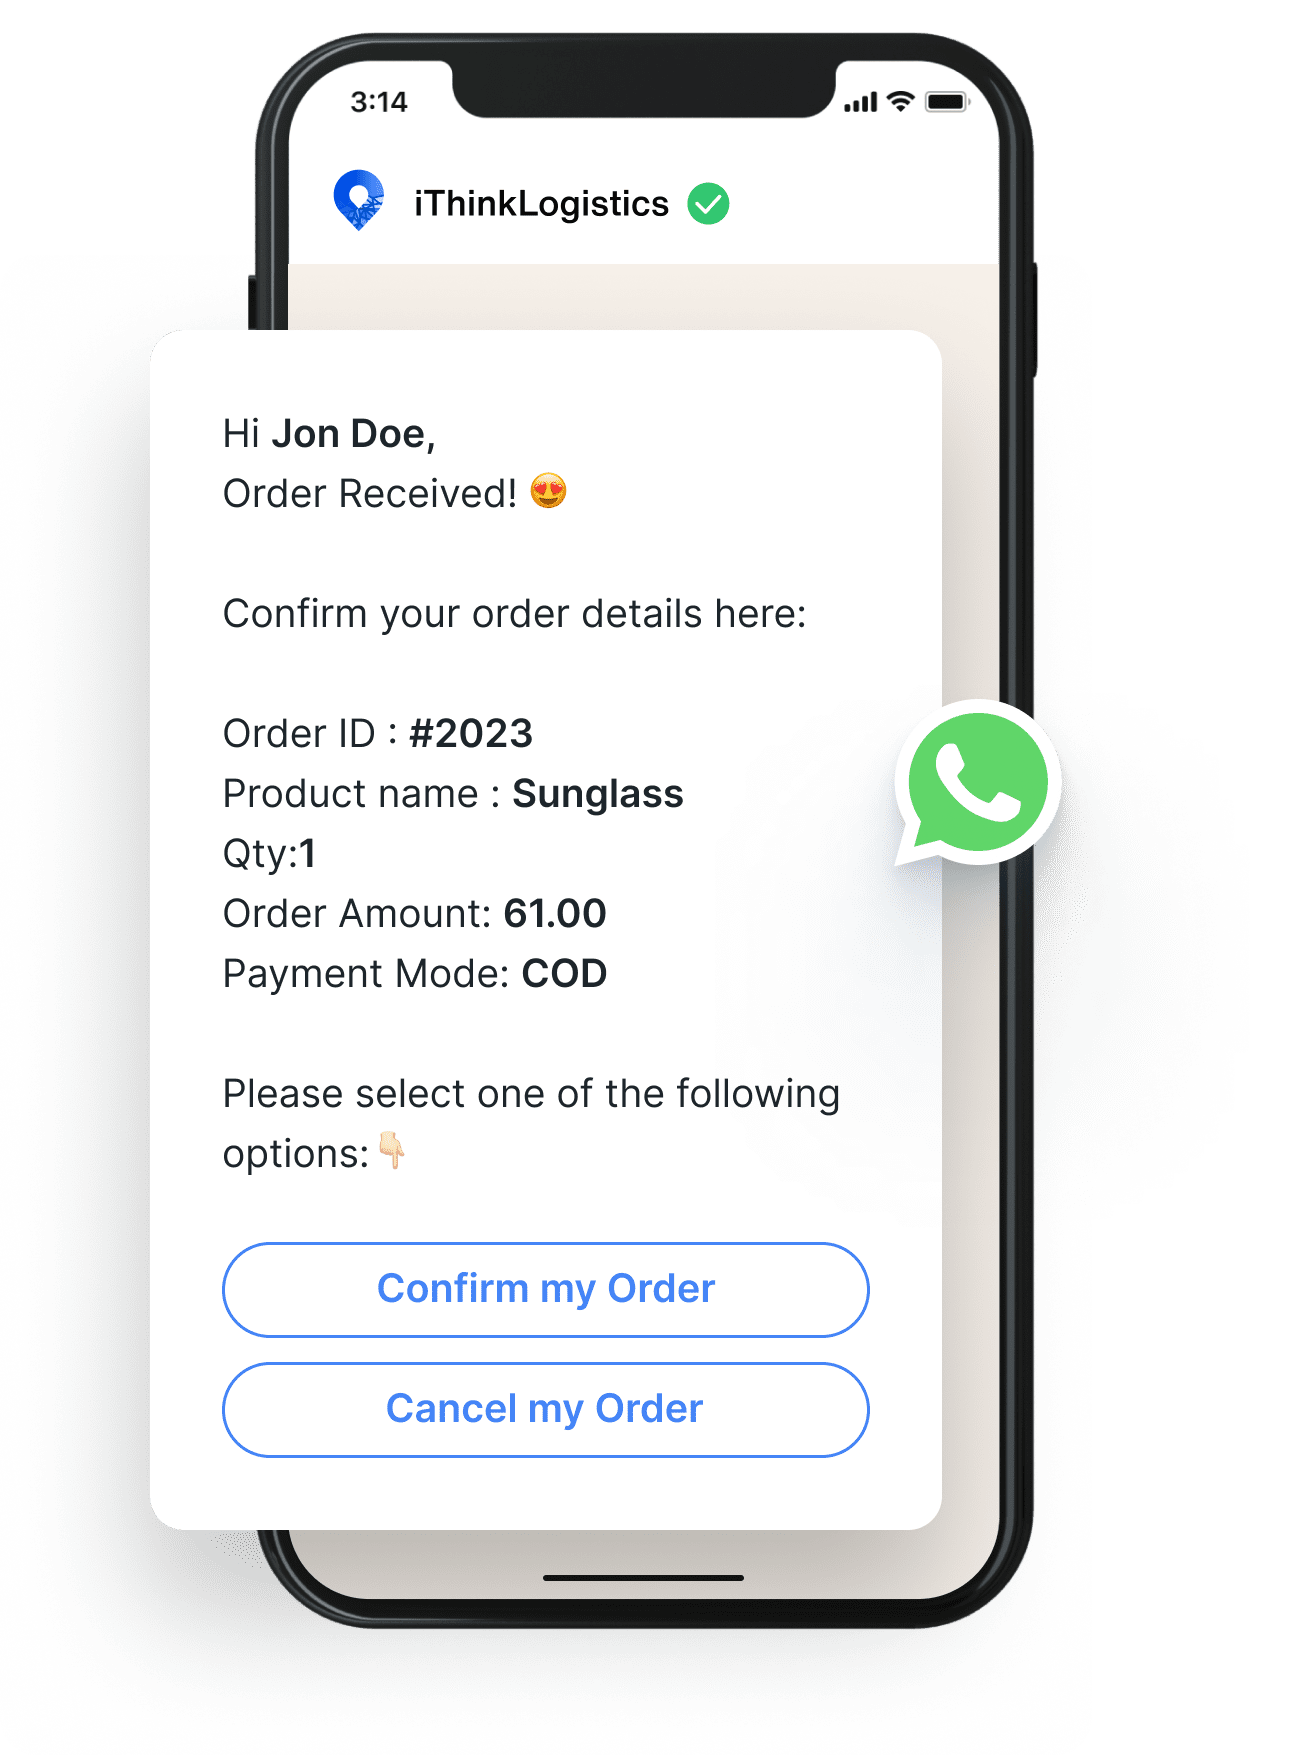 3:14
iThinkLogistics
Hi Jon Doe,
Order Received! 😍
Confirm your order details here:
Order ID : #2023
Product name : Sunglass
Qty:1
Order Amount: 61.00
Payment Mode: COD
Please select one of the following
options:👇🏻
Confirm my Order
Cancel my Order